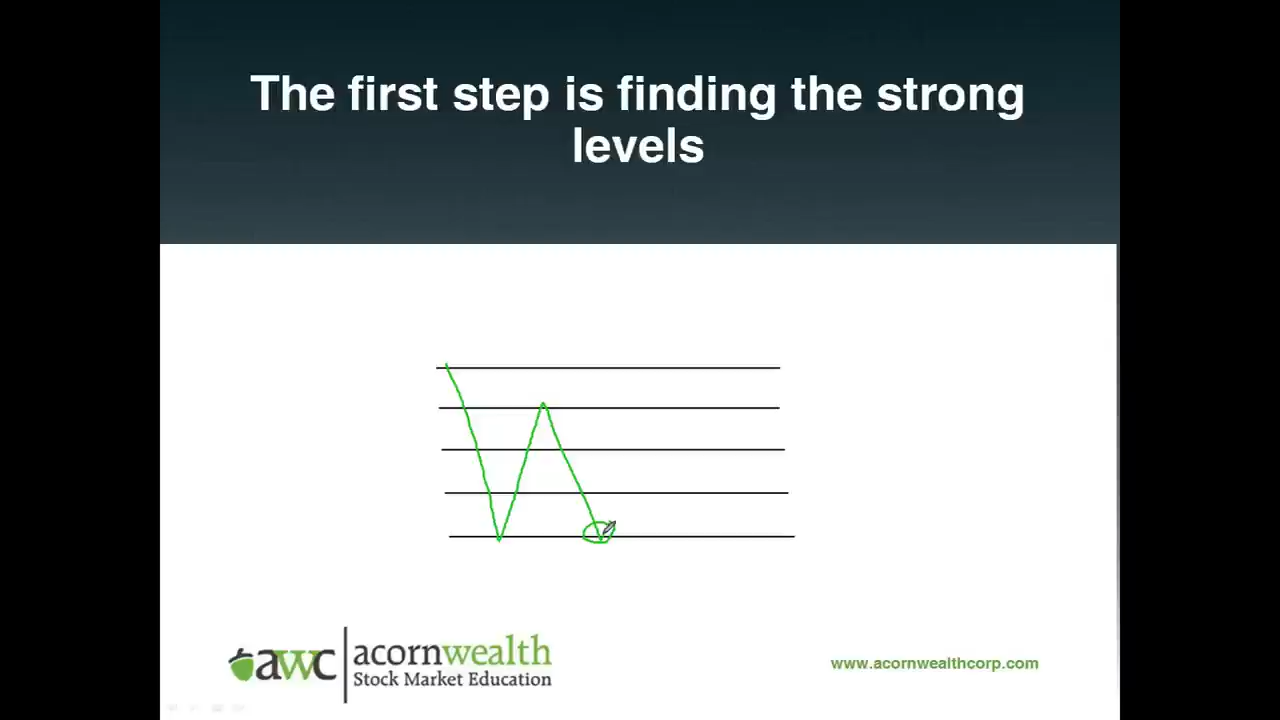 The first step is finding the strong
levels
awc
acornwealth
Stock Market Education
www.acornwealthcorp.com